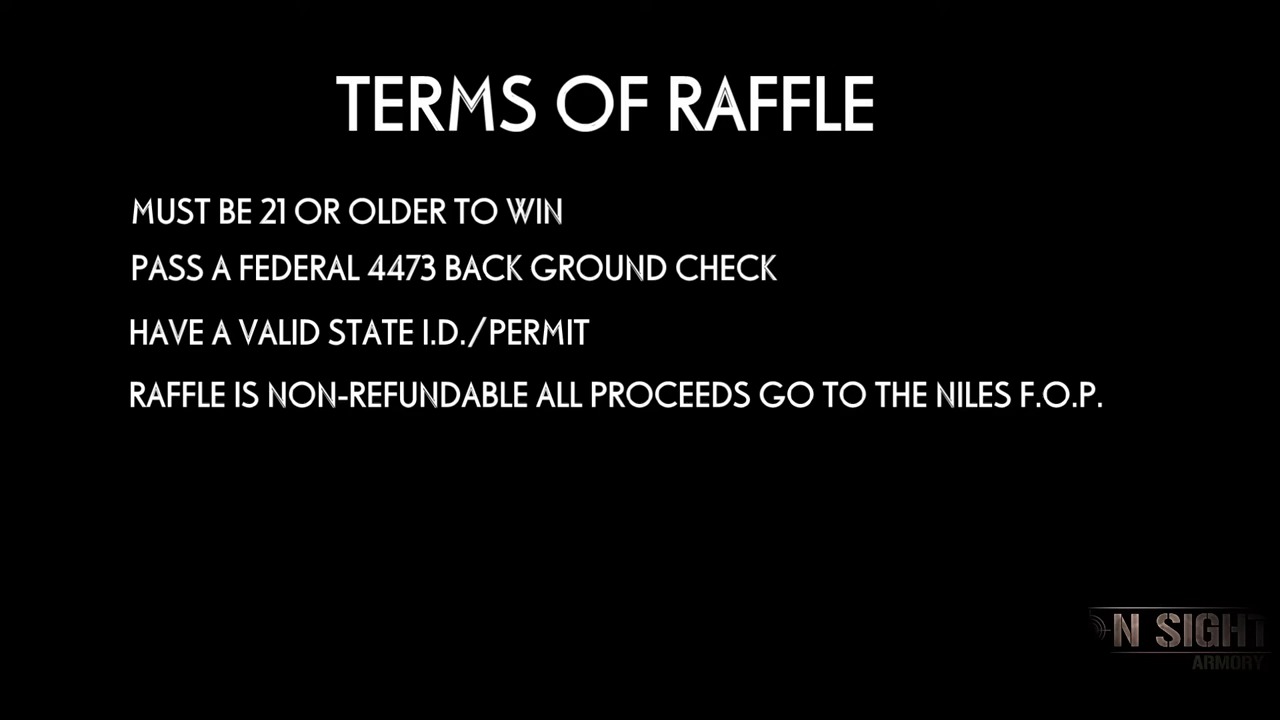 TERMS OF RAFFLE
MUST BE 21 OR OLDER TO WIN
PASS A FEDERAL 4473 BACK GROUND CHECK
HAVE A VALID STATE I.D./PERMIT
RAFFLE IS NON-REFUNDABLE ALL PROCEEDS GO TO THE NILES F.O.P.
N SIGHT
ARMORY